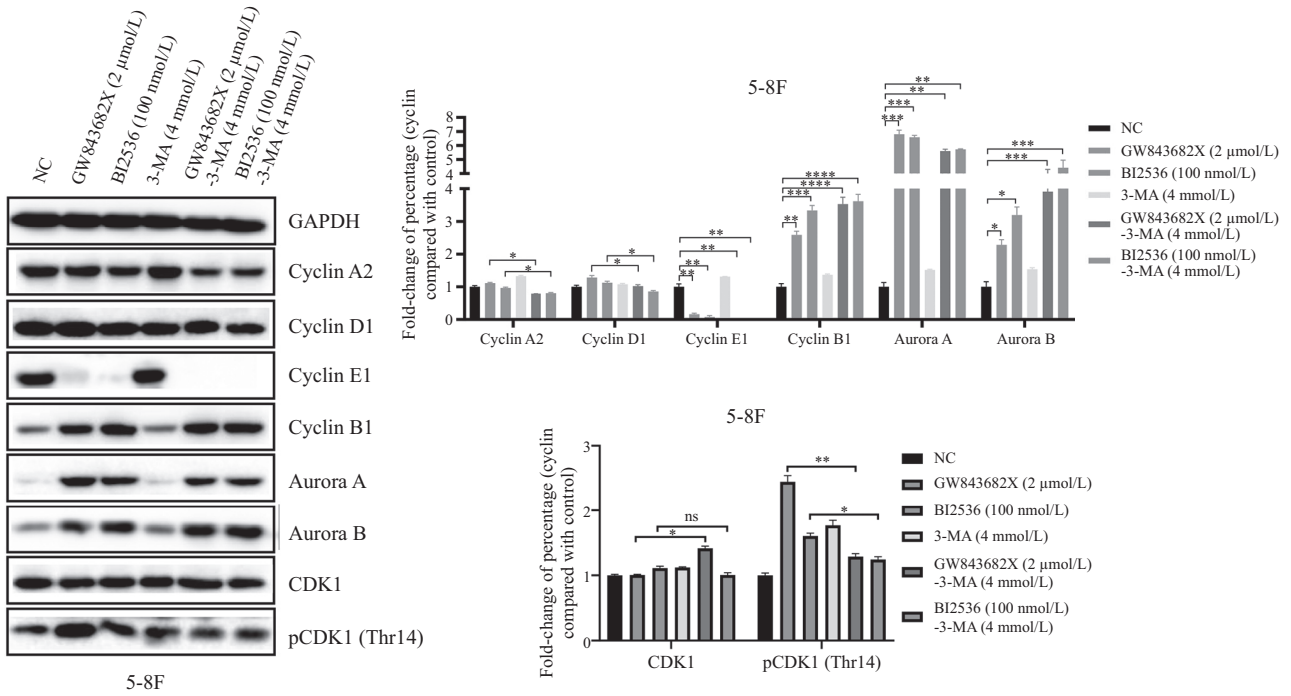 NC
GW843682X (2 μmol/L)
BI2536 (100 nmol/L)
3-MA (4 mmol/L)
GW843682X (2 μmol/L)
-3-MA (4 mmol/L)
BI2536 (100 nmol/L)
-3-MA (4 mmol/L)
GAPDH
Cyclin A2
Cyclin D1
Cyclin E1
Cyclin B1
Aurora A
Aurora B
CDK1
pCDK1 (Thr14)
5-8F
5-8F
Fold-change of percentage (cyclin
compared with control)
8
7
6
5
4
4
3
2
1
0
*
*
*
*
**
**
**
**
****
****
***
**
**
**
***
***
***
***
*
*
Cyclin A2
Cyclin D1
Cyclin E1
Cyclin B1
Aurora A
Aurora B
NC
GW843682X (2 μmol/L)
BI2536 (100 nmol/L)
3-MA (4 mmol/L)
GW843682X (2 μmol/L)
-3-MA (4 mmol/L)
BI2536 (100 nmol/L)
-3-MA (4 mmol/L)
5-8F
Fold-change of percentage (cyclin
compared with control)
3
2
1
0
ns
*
**
*
CDK1
pCDK1 (Thr14)
NC
GW843682X (2 μmol/L)
BI2536 (100 nmol/L)
3-MA (4 mmol/L)
GW843682X (2 μmol/L)
-3-MA (4 mmol/L)
BI2536 (100 nmol/L)
-3-MA (4 mmol/L)